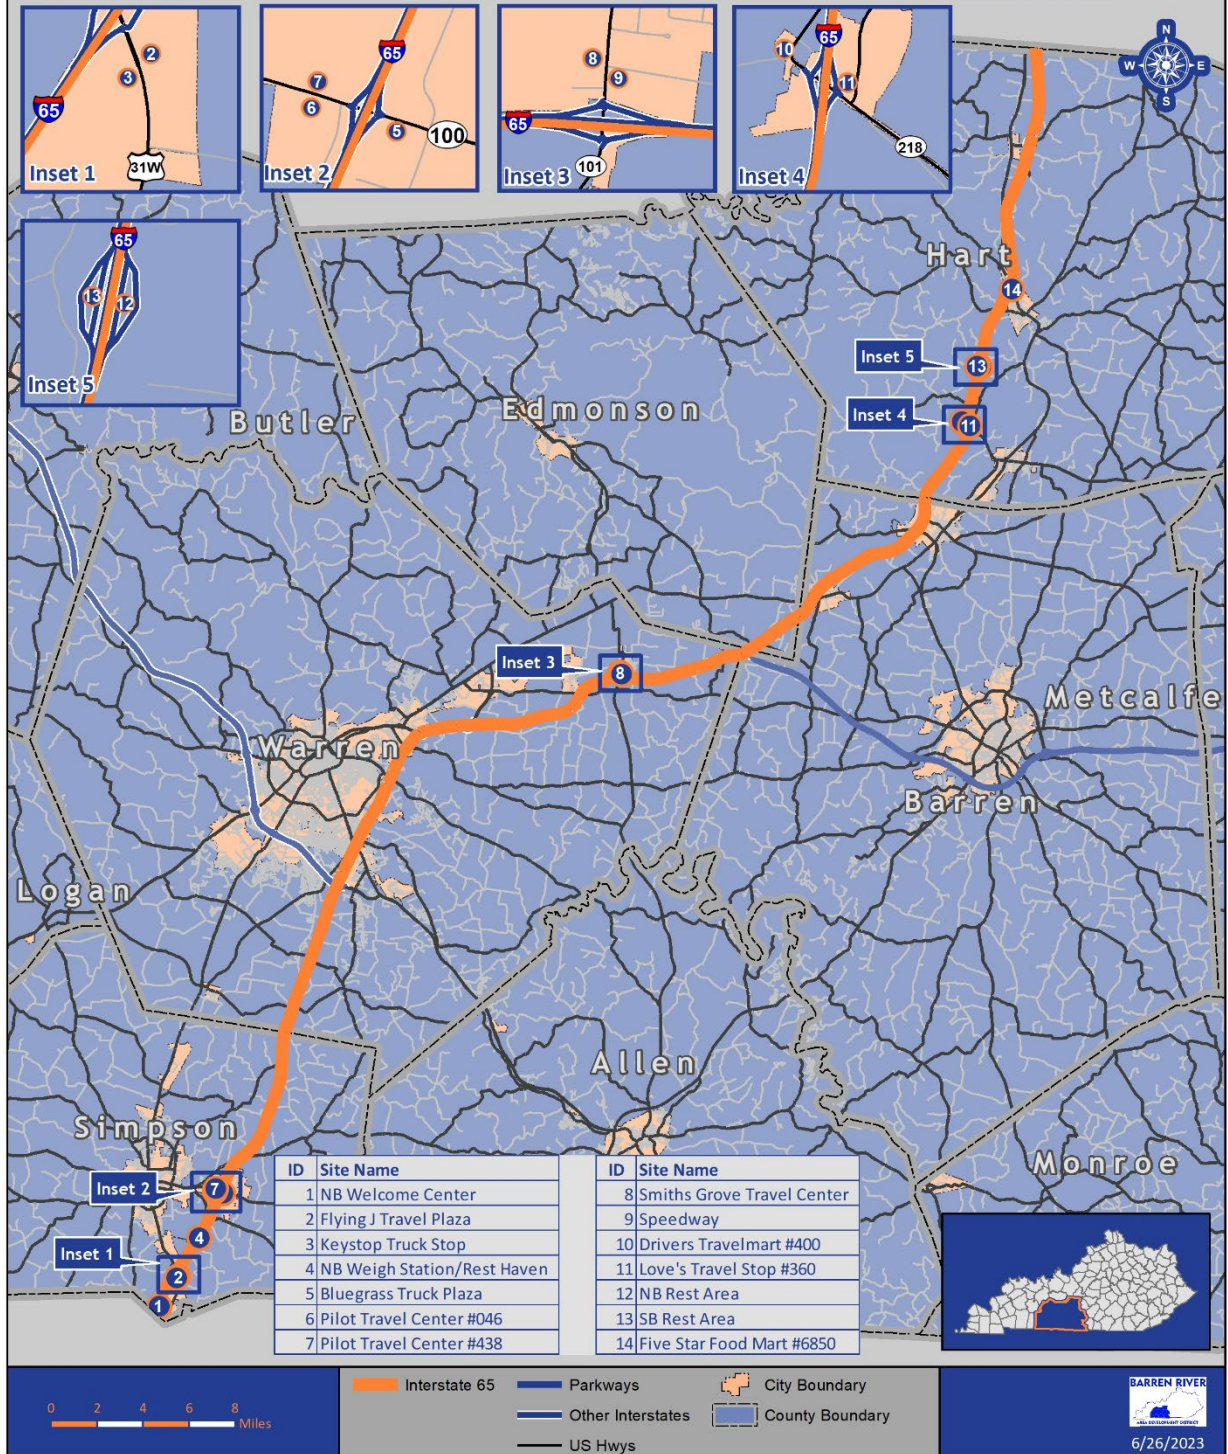 65
2
3
31W
Inset 1
65
7
6
5
100
Inset 2
8
9
65
101
Inset 3
65
10
11
218
Inset 4
N
W
E
S
65
13
12
Inset 5
Hart
14
Inset 5
13
Inset 4
11
Butler
Edmonson
Inset 3
8
Metcalfe
Warren
Barren
Logan
Allen
Simpson
Monroe
Inset 2
7
4
Inset 1
2
1
ID Site Name
1 NB Welcome Center
2 Flying J Travel Plaza
3 Keystop Truck Stop
4 NB Weigh Station/Rest Haven
5 Bluegrass Truck Plaza
6 Pilot Travel Center #046
7 Pilot Travel Center #438
ID Site Name
8 Smiths Grove Travel Center
9 Speedway
10 Drivers Travelmart #400
11 Love's Travel Stop #360
12 NB Rest Area
13 SB Rest Area
14 Five Star Food Mart #6850
0 2 4 6 8
Miles
Interstate 65
Parkways
Other Interstates
US Hwys
City Boundary
County Boundary
BARREN RIVER
AREA DEVELOPMENT DISTRICT
6/26/2023